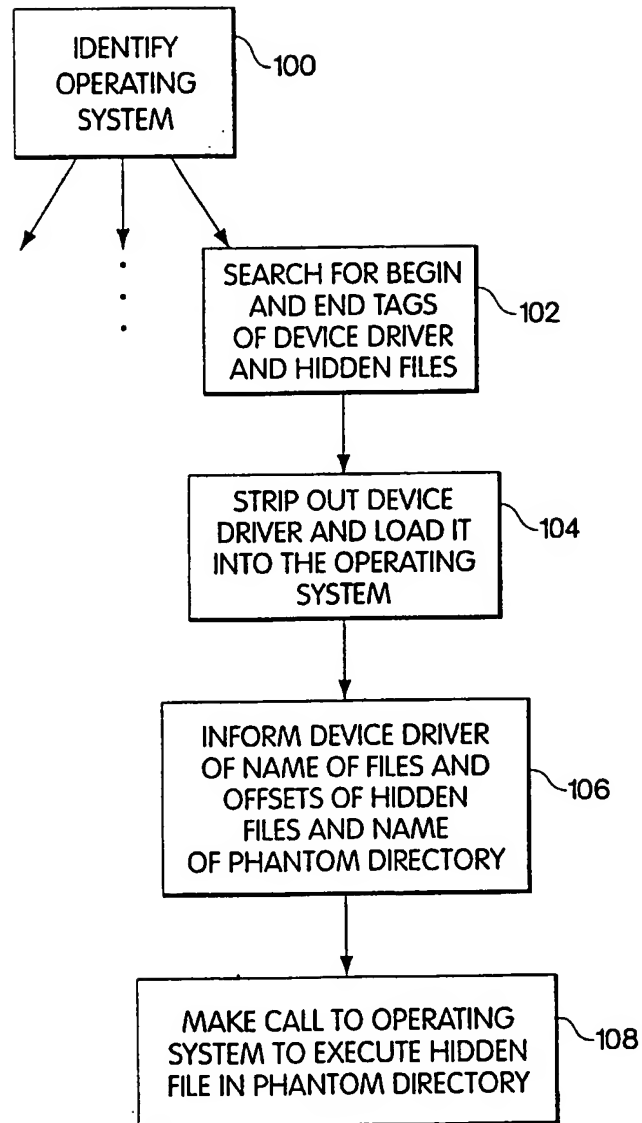 IDENTIFY
OPERATING
SYSTEM
100
SEARCH FOR BEGIN
AND END TAGS
OF DEVICE DRIVER
AND HIDDEN FILES
102
STRIP OUT DEVICE
DRIVER AND LOAD IT
INTO THE OPERATING
SYSTEM
104
INFORM DEVICE DRIVER
OF NAME OF FILES AND
OFFSETS OF HIDDEN
FILES AND NAME
OF PHANTOM DIRECTORY
106
MAKE CALL TO OPERATING
SYSTEM TO EXECUTE HIDDEN
FILE IN PHANTOM DIRECTORY
108